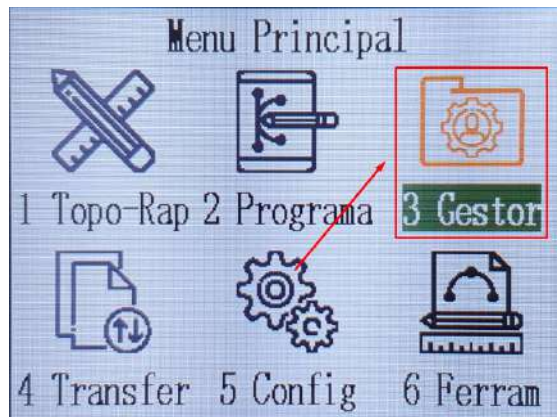 Menu Principal
1 Topo-Rap 2 Programa 3 Gestor
4 Transfer 5 Config 6 Ferram